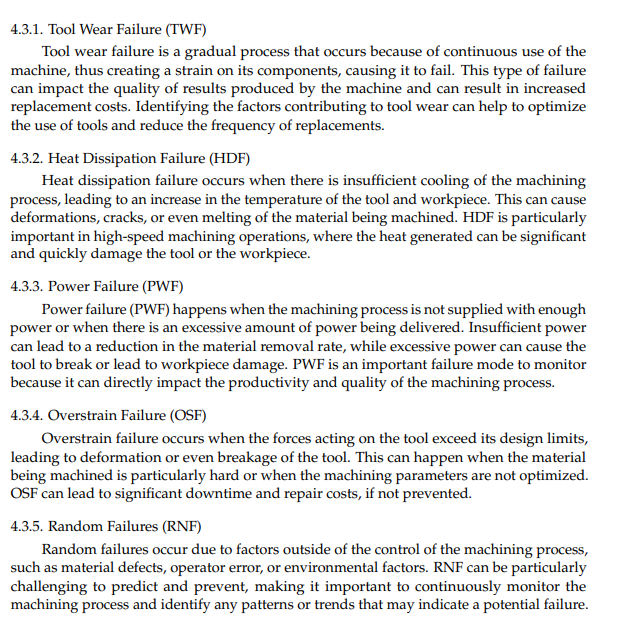 4.3.1. Tool Wear Failure (TWF)
Tool wear failure is a gradual process that occurs because of continuous use of the
machine, thus creating a strain on its components, causing it to fail. This type of failure
can impact the quality of results produced by the machine and can result in increased
replacement costs. Identifying the factors contributing to tool wear can help to optimize
the use of tools and reduce the frequency of replacements.
4.3.2. Heat Dissipation Failure (HDF)
Heat dissipation failure occurs when there is insufficient cooling of the machining
process, leading to an increase in the temperature of the tool and workpiece. This can cause
deformations, cracks, or even melting of the material being machined. HDF is particularly
important in high-speed machining operations, where the heat generated can be significant
and quickly damage the tool or the workpiece.
4.3.3. Power Failure (PWF)
Power failure (PWF) happens when the machining process is not supplied with enough
power or when there is an excessive amount of power being delivered. Insufficient power
can lead to a reduction in the material removal rate, while excessive power can cause the
tool to break or lead to workpiece damage. PWF is an important failure mode to monitor
because it can directly impact the productivity and quality of the machining process.
4.3.4. Overstrain Failure (OSF)
Overstrain failure occurs when the forces acting on the tool exceed its design limits,
leading to deformation or even breakage of the tool. This can happen when the material
being machined is particularly hard or when the machining parameters are not optimized.
OSF can lead to significant downtime and repair costs, if not prevented.
4.3.5. Random Failures (RNF)
Random failures occur due to factors outside of the control of the machining process,
such as material defects, operator error, or environmental factors. RNF can be particularly
challenging to predict and prevent, making it important to continuously monitor the
machining process and identify any patterns or trends that may indicate a potential failure.